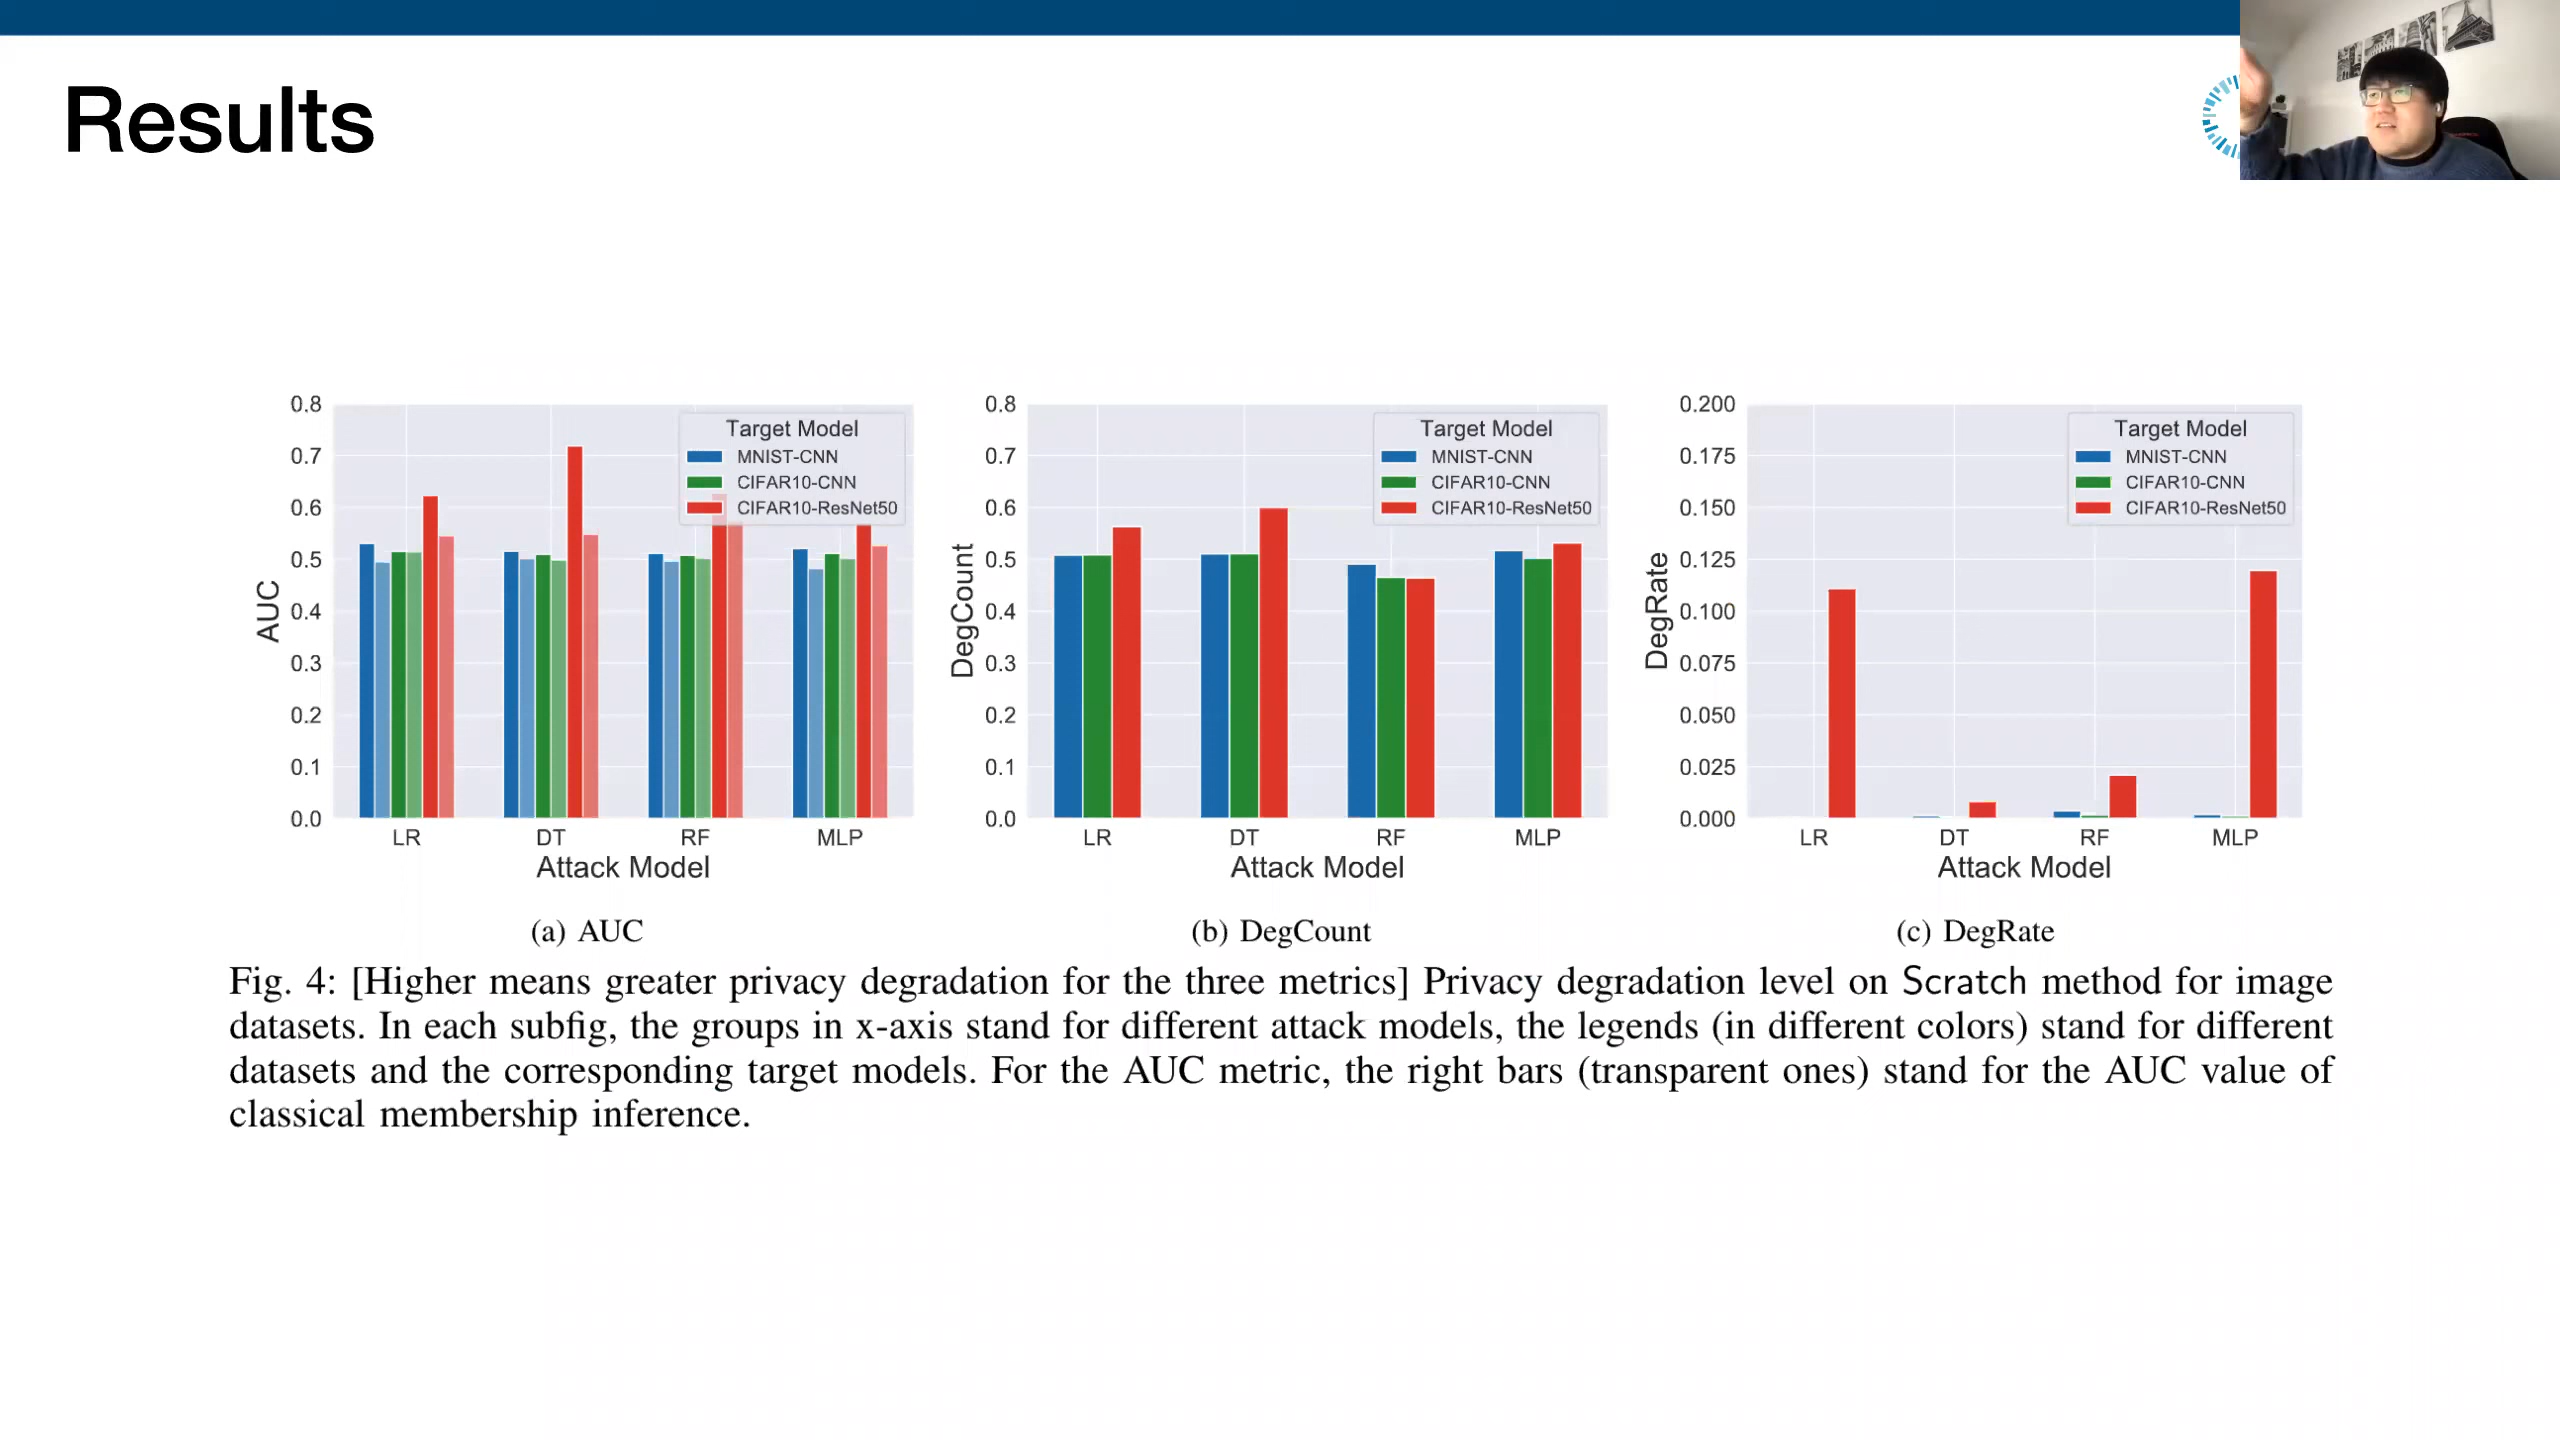 Results
0.8
0.7
0.6
0.5
0.4
0.3
0.2
0.1
0.0
AUC
Target Model
MNIST-CNN
CIFAR10-CNN
CIFAR10-ResNet50
LR DT RF MLP
Attack Model
(a) AUC
0.8
0.7
0.6
0.5
0.4
0.3
0.2
0.1
0.0
DegCount
Target Model
MNIST-CNN
CIFAR10-CNN
CIFAR10-ResNet50
LR DT RF MLP
Attack Model
(b) DegCount
0.200
0.175
0.150
0.125
0.100
0.075
0.050
0.025
0.000
DegRate
Target Model
MNIST-CNN
CIFAR10-CNN
CIFAR10-ResNet50
LR DT RF MLP
Attack Model
(c) DegRate
Fig. 4: [Higher means greater privacy degradation for the three metrics] Privacy degradation level on Scratch method for image
datasets. In each subfig, the groups in x-axis stand for different attack models, the legends (in different colors) stand for different
datasets and the corresponding target models. For the AUC metric, the right bars (transparent ones) stand for the AUC value of
classical membership inference.